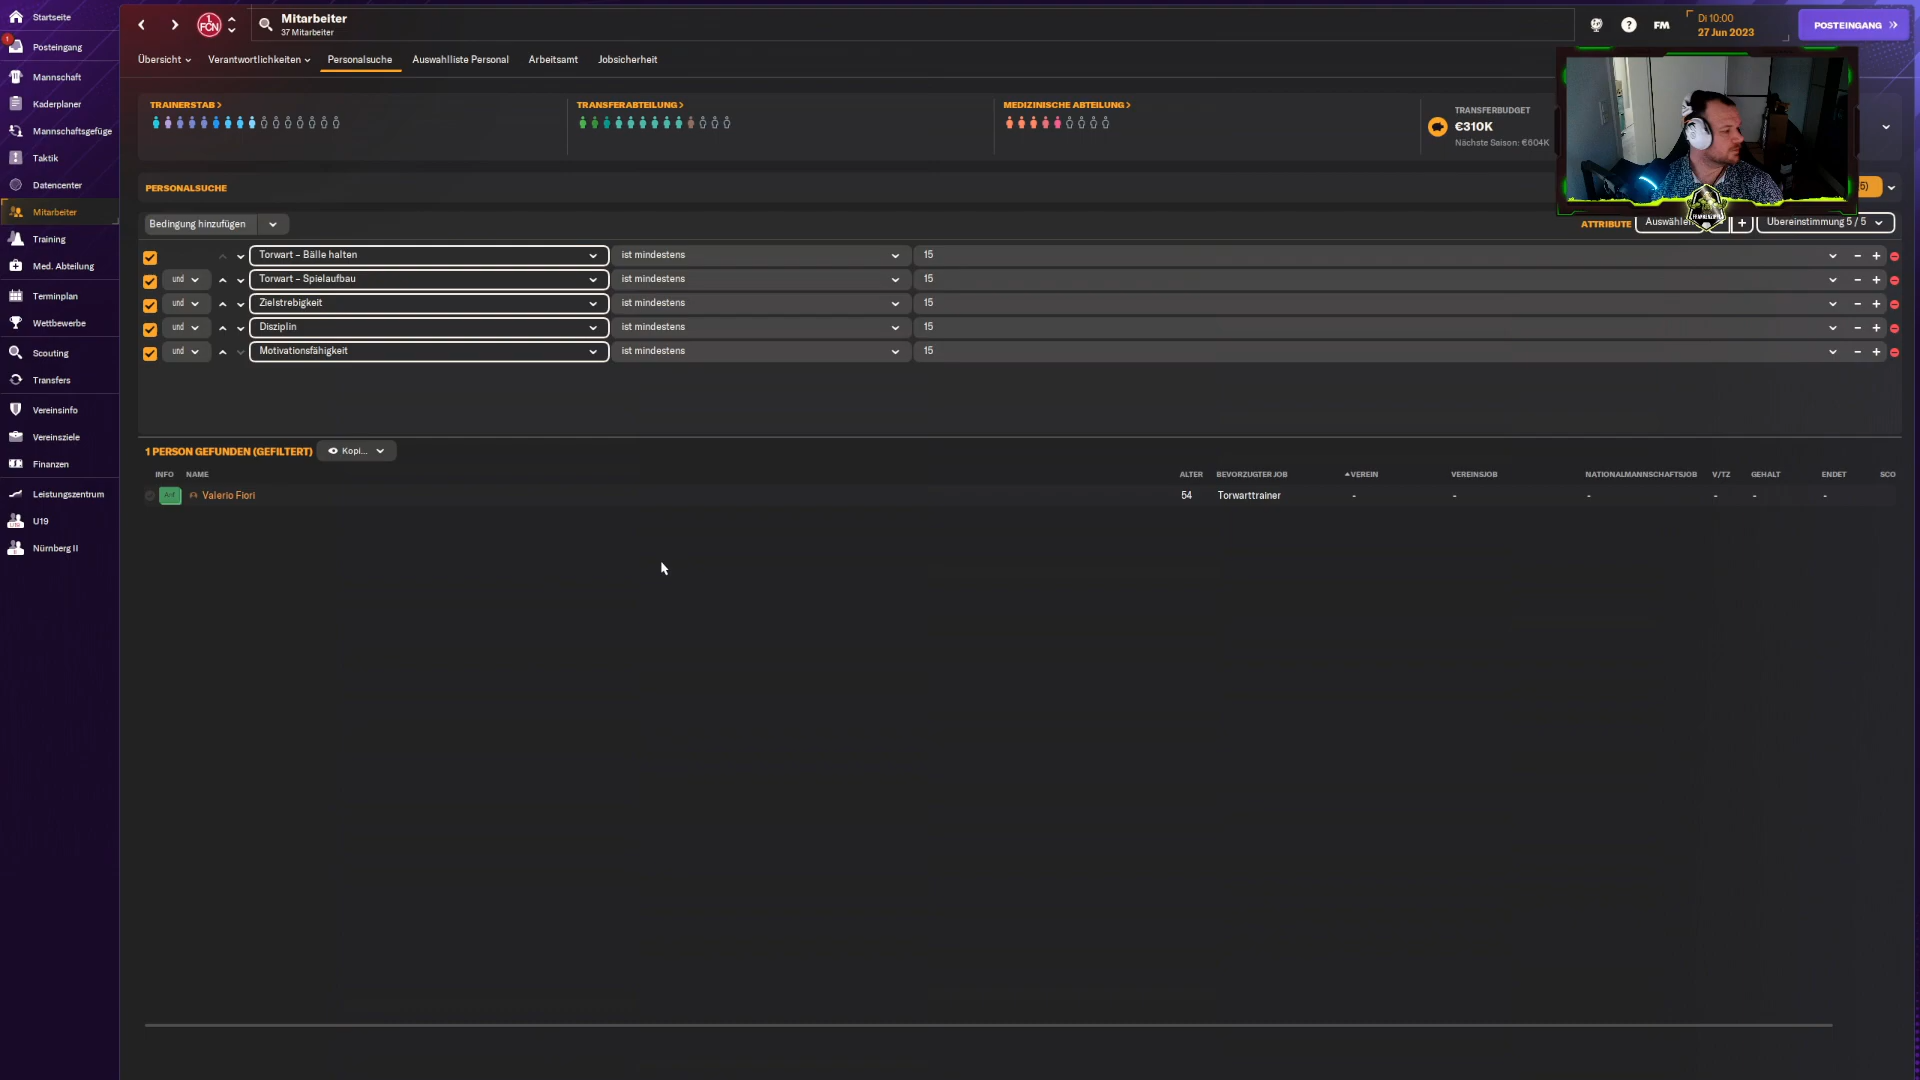 Startseite
1
Posteingang
Mannschaft
Kaderplaner
Mannschaftsgefüge
Taktik
Datencenter
Mitarbeiter
Training
Med. Abteilung
Terminplan
Wettbewerbe
Scouting
Transfers
Vereinsinfo
Vereinsziele
Finanzen
Leistungszentrum
U19
Nürnberg II
1. FCN
Mitarbeiter
37 Mitarbeiter
FM
Di 10:00
27 Jun 2023
POSTEINGANG
Übersicht Verantwortlichkeiten Personalsuche Auswahlliste Personal Arbeitsamt Jobsicherheit
TRAINERSTAB > TRANSFERABTEILUNG > MEDIZINISCHE ABTEILUNG >
TRANSFERBUDGET
€310K
Nächste Saison: €604K
PERSONALSUCHE
5)
Bedingung hinzufügen
ATTRIBUTE Auswählen + Übereinstimmung 5 / 5
Torwart – Bälle halten ist mindestens 15 − +
und Torwart – Spielaufbau ist mindestens 15 − +
und Zielstrebigkeit ist mindestens 15 − +
und Disziplin ist mindestens 15 − +
und Motivationsfähigkeit ist mindestens 15 − +
1 PERSON GEFUNDEN (GEFILTERT) Kopi...
INFO NAME ALTER BEVORZUGTER JOB VEREIN VEREINSJOB NATIONALMANNSCHAFTSJOB V/TZ GEHALT ENDET SCO
Valerio Fiori 54 Torwarttrainer - - - - - -